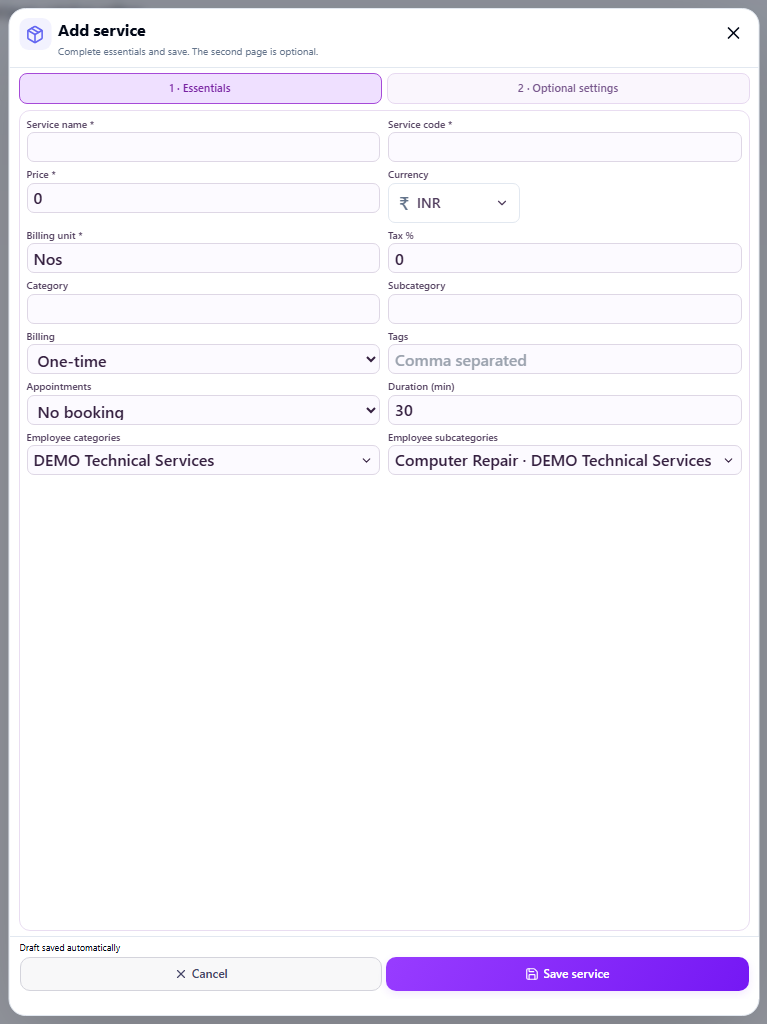 Add service
Complete essentials and save. The second page is optional.
1 · Essentials
2 · Optional settings
Service name *
Service code *
Price *
Currency
0
₹ INR
Billing unit *
Tax %
Nos
0
Category
Subcategory
Billing
Tags
One-time
Comma separated
Appointments
Duration (min)
No booking
30
Employee categories
Employee subcategories
DEMO Technical Services
Computer Repair · DEMO Technical Services
Draft saved automatically
Cancel
Save service